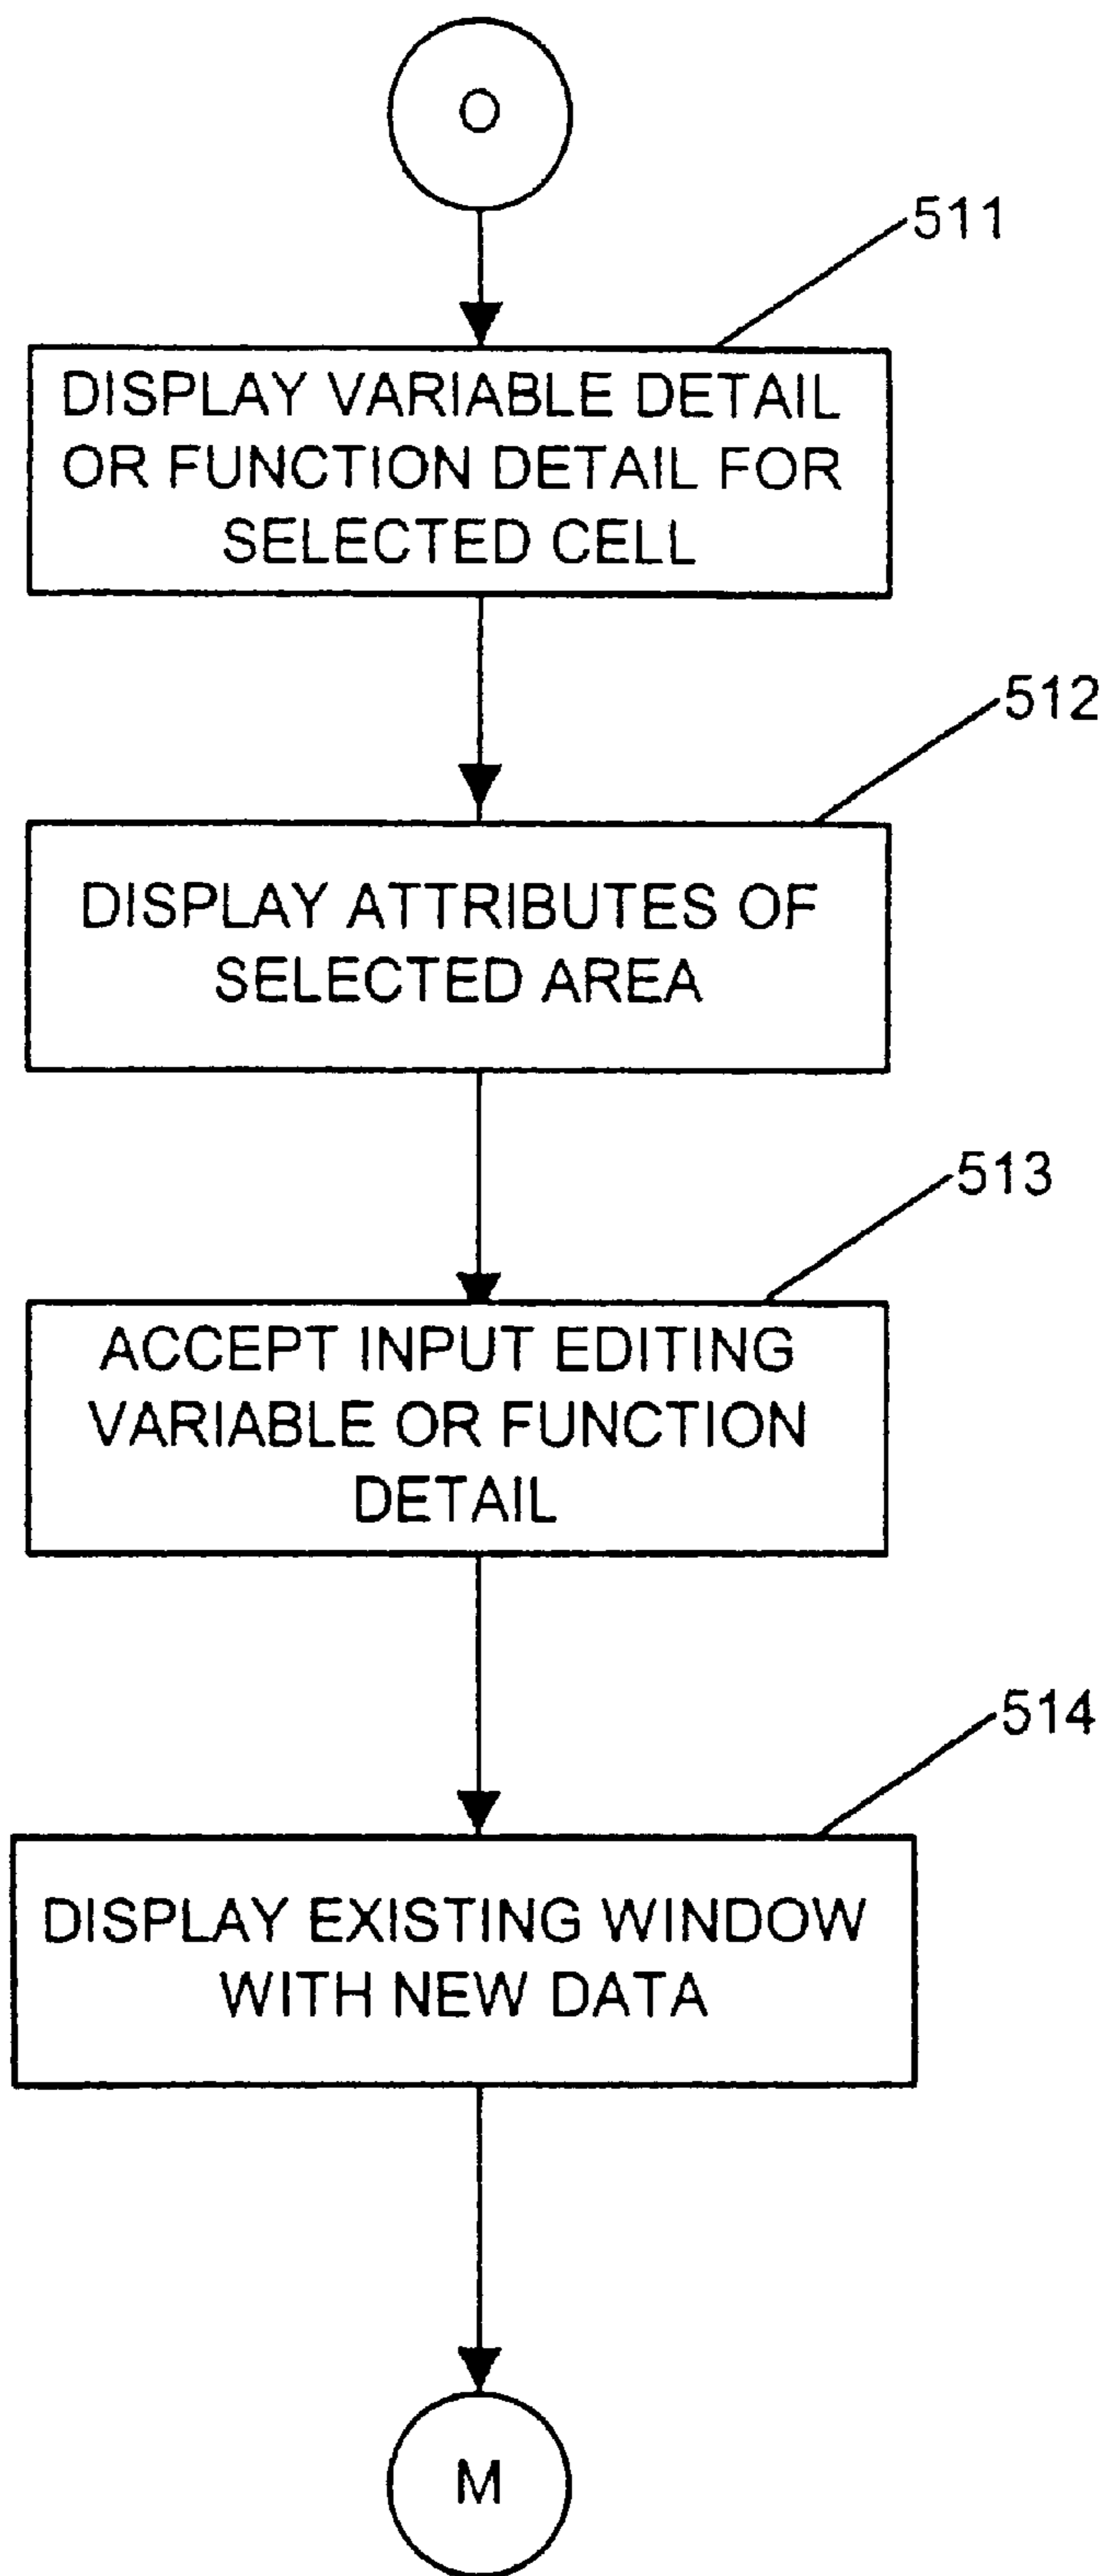 O
511
DISPLAY VARIABLE DETAIL
OR FUNCTION DETAIL FOR
SELECTED CELL
512
DISPLAY ATTRIBUTES OF
SELECTED AREA
513
ACCEPT INPUT EDITING
VARIABLE OR FUNCTION
DETAIL
514
DISPLAY EXISTING WINDOW
WITH NEW DATA
M